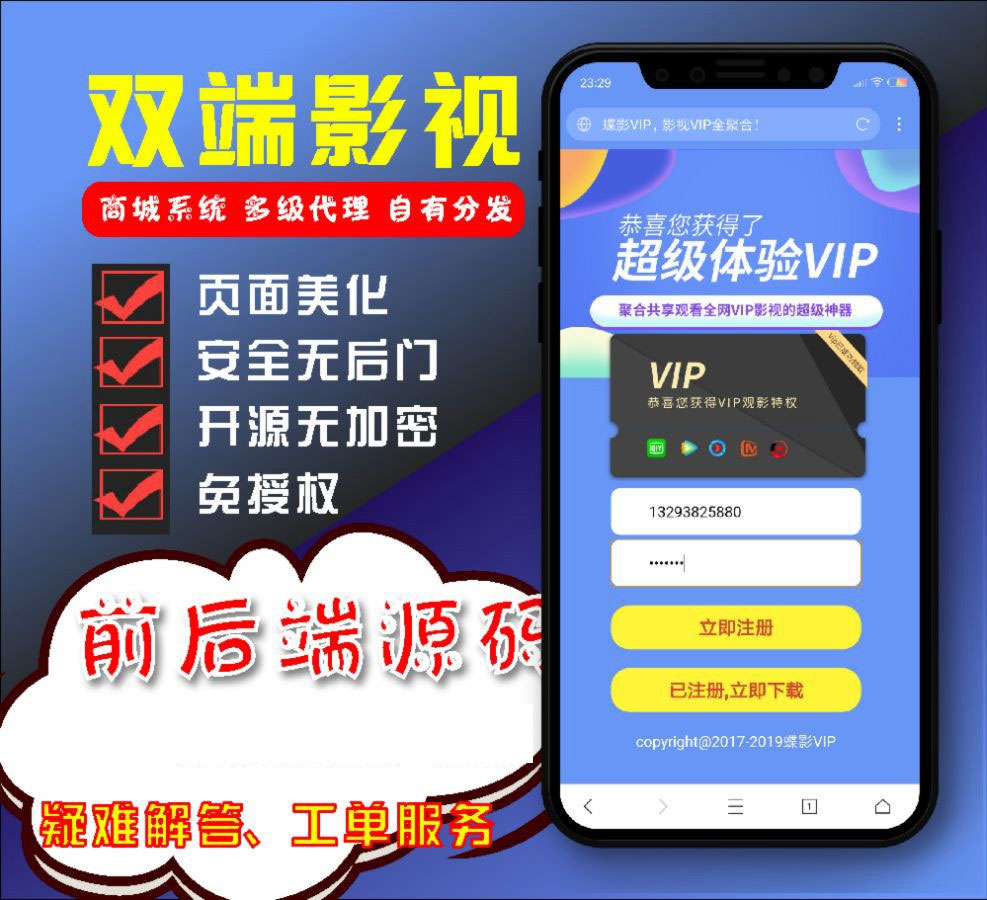 双端影视
商城系统 多级代理 自有分发
页面美化
安全无后门
开源无加密
免授权
前后端源码
疑难解答、工单服务
23:29
蝶影VIP，影视VIP全聚合！
恭喜您获得了
超级体验VIP
聚合共享观看全网VIP影视的超级神器
VIP
恭喜您获得VIP观影特权
13293825880
立即注册
已注册,立即下载
copyright@2017-2019蝶影VIP
1